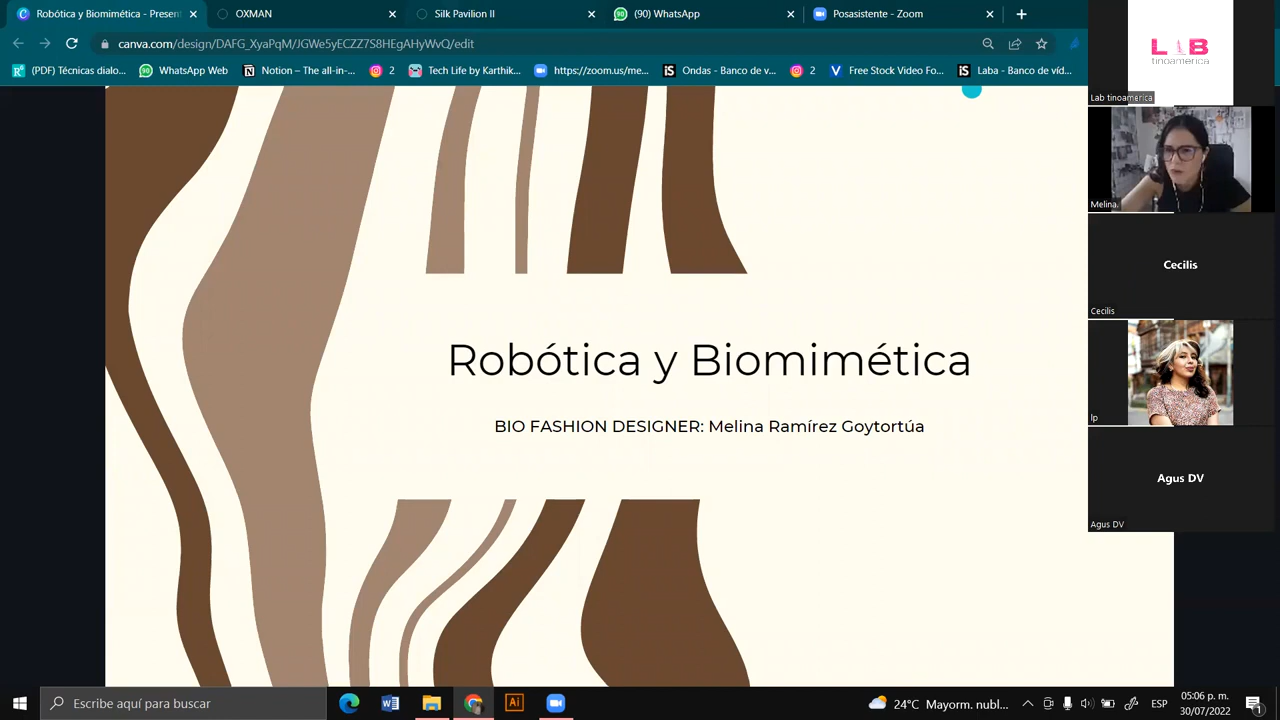 Robótica y Biomimética - Presen
OXMAN
Silk Pavilion II
(90) WhatsApp
Posasistente - Zoom
canva.com/design/DAFG_XyaPqM/JGWe5yECZZ7S8HEgAHyWvQ/edit
(PDF) Técnicas dialo...
WhatsApp Web
Notion – The all-in-...
2
Tech Life by Karthik...
https://zoom.us/me...
Ondas - Banco de v...
2
Free Stock Video Fo...
Laba - Banco de víd...
LAB
tinoamerica
Lab tinoamerica
Melina.
Cecilis
Cecilis
lp
Agus DV
Agus DV
Robótica y Biomimética
BIO FASHION DESIGNER: Melina Ramírez Goytortúa
Escribe aquí para buscar
24°C Mayorm. nubl...
ESP
05:06 p. m.
30/07/2022
1